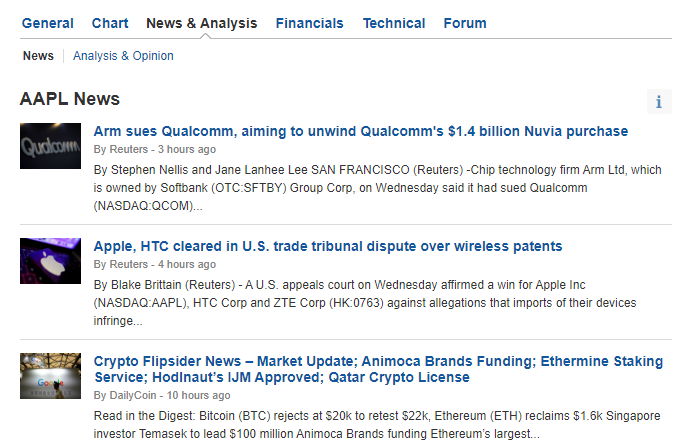 General Chart News & Analysis Financials Technical Forum
News Analysis & Opinion
AAPL News
i
Qualcomm
Arm sues Qualcomm, aiming to unwind Qualcomm's $1.4 billion Nuvia purchase
By Reuters - 3 hours ago
By Stephen Nellis and Jane Lanhee Lee SAN FRANCISCO (Reuters) -Chip technology firm Arm Ltd, which
is owned by Softbank (OTC:SFTBY) Group Corp, on Wednesday said it had sued Qualcomm
(NASDAQ:QCOM)...
Apple, HTC cleared in U.S. trade tribunal dispute over wireless patents
By Reuters - 4 hours ago
By Blake Brittain (Reuters) - A U.S. appeals court on Wednesday affirmed a win for Apple Inc
(NASDAQ:AAPL), HTC Corp and ZTE Corp (HK:0763) against allegations that imports of their devices
infringe...
Google
Crypto Flipsider News – Market Update; Animoca Brands Funding; Ethermine Staking
Service; Hodlnaut’s IJM Approved; Qatar Crypto License
By DailyCoin - 10 hours ago
Read in the Digest: Bitcoin (BTC) rejects at $20k to retest $22k, Ethereum (ETH) reclaims $1.6k Singapore
investor Temasek to lead $100 million Animoca Brands funding Ethereum’s largest...